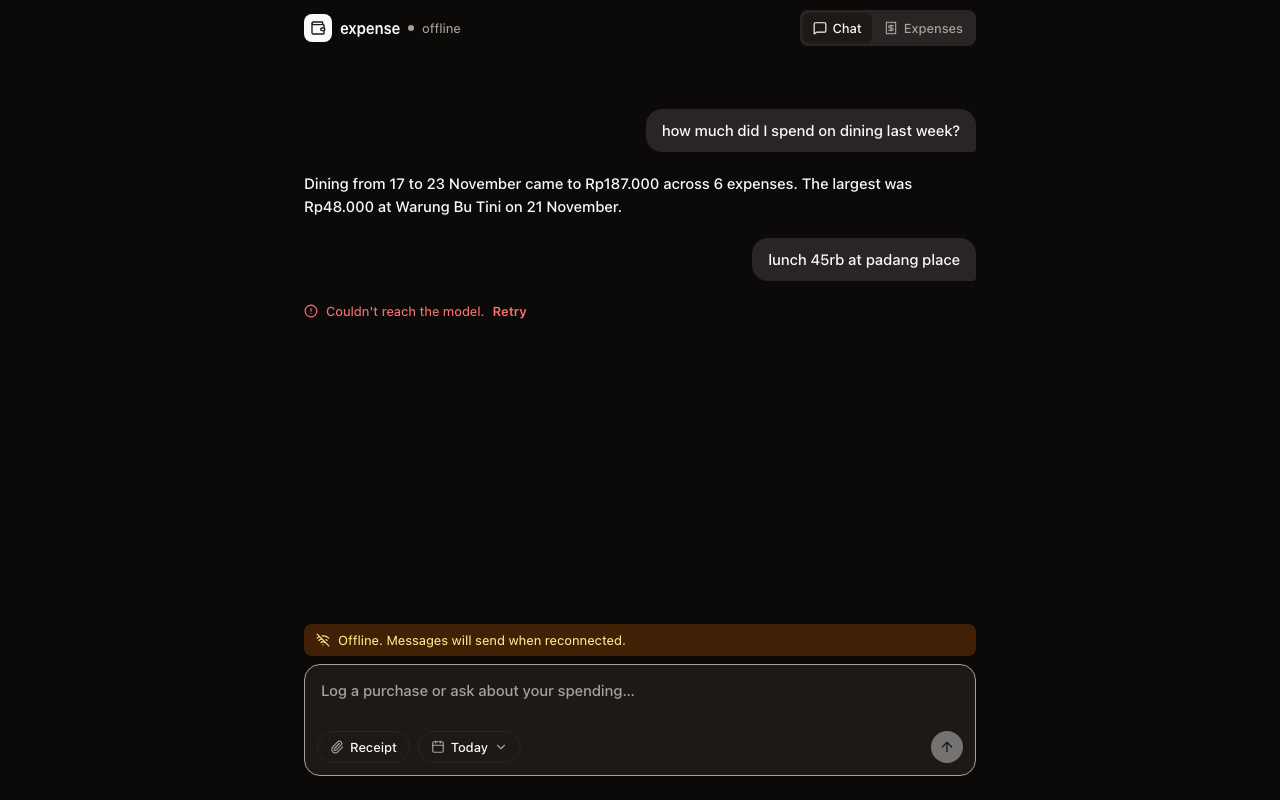 expense
offline
Chat
Expenses
how much did I spend on dining last week?
Dining from 17 to 23 November came to Rp187.000 across 6 expenses. The largest was
Rp48.000 at Warung Bu Tini on 21 November.
lunch 45rb at padang place
Couldn't reach the model. Retry
Offline. Messages will send when reconnected.
Log a purchase or ask about your spending...
Receipt
Today